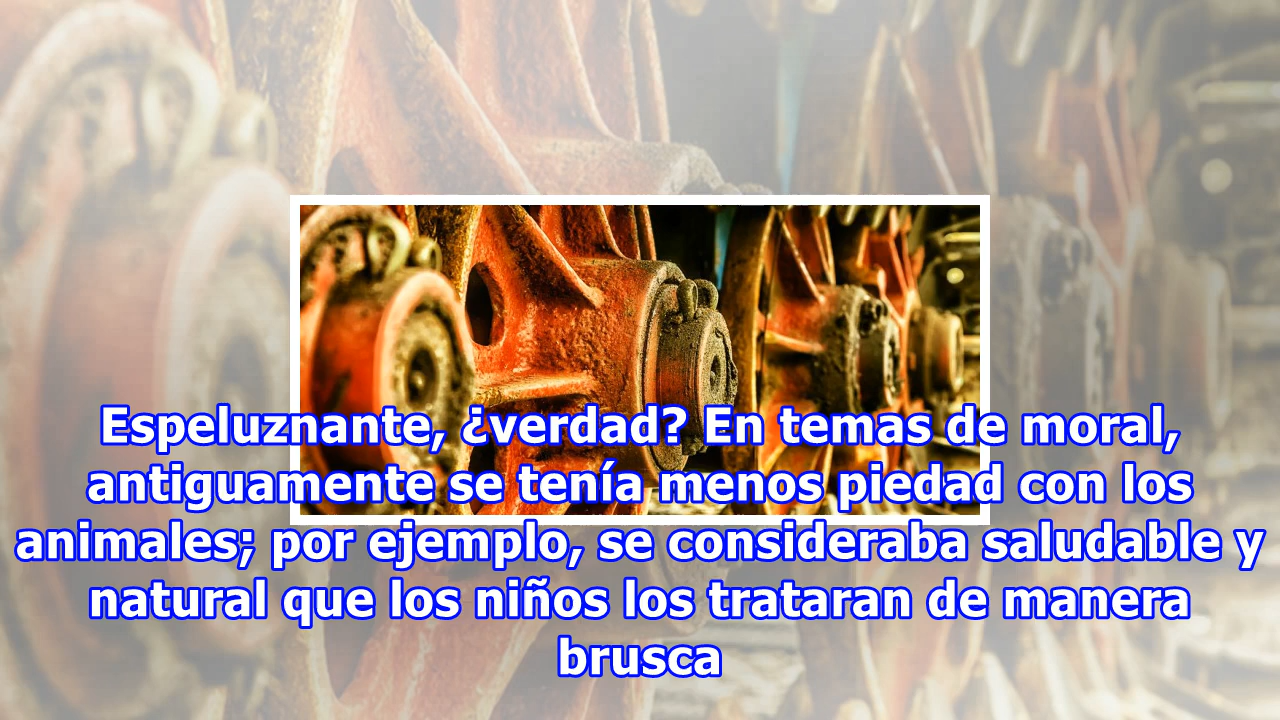 Espeluznante, ¿verdad? En temas de moral,
antiguamente se tenía menos piedad con los
animales; por ejemplo, se consideraba saludable y
natural que los niños los trataran de manera
brusca